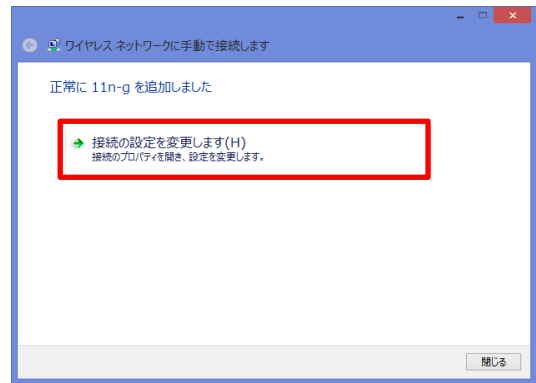 ワイヤレス ネットワークに手動で接続します
正常に 11n-g を追加しました
接続の設定を変更します(H)
接続のプロパティを開き、設定を変更します。
閉じる